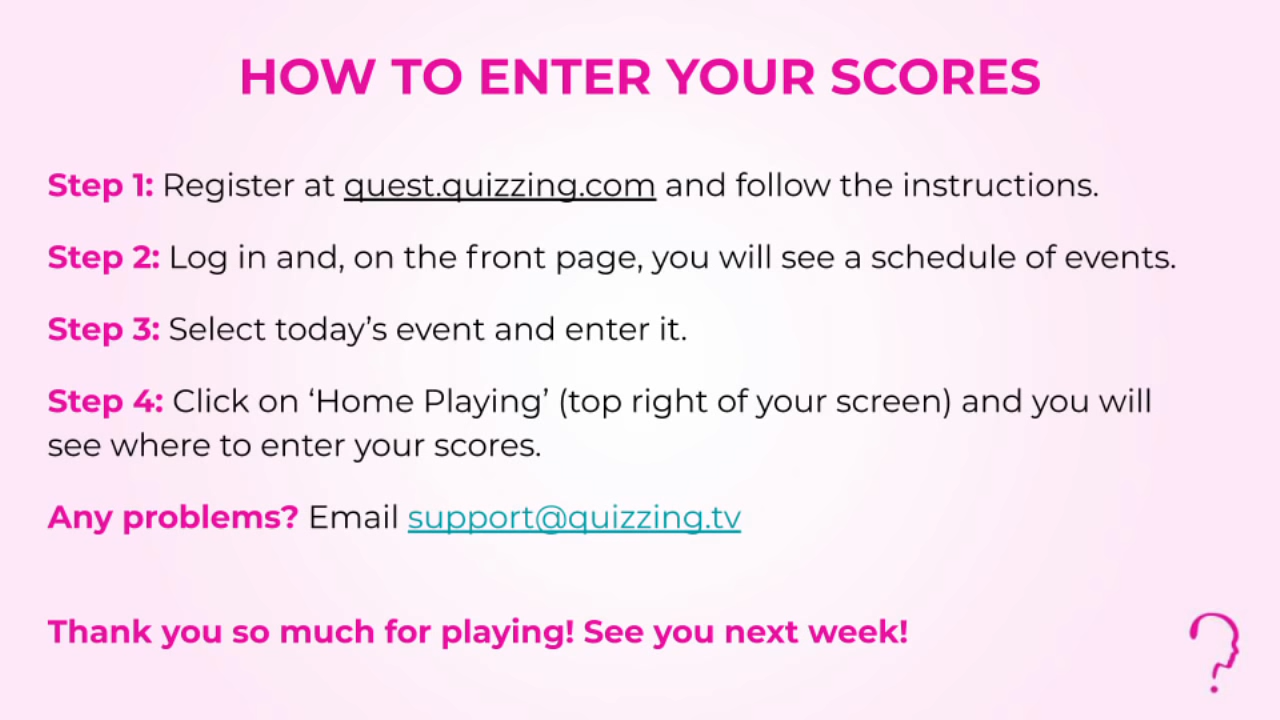 HOW TO ENTER YOUR SCORES
Step 1: Register at quest.quizzing.com and follow the instructions.
Step 2: Log in and, on the front page, you will see a schedule of events.
Step 3: Select today’s event and enter it.
Step 4: Click on ‘Home Playing’ (top right of your screen) and you will
see where to enter your scores.
Any problems? Email support@quizzing.tv
Thank you so much for playing! See you next week!